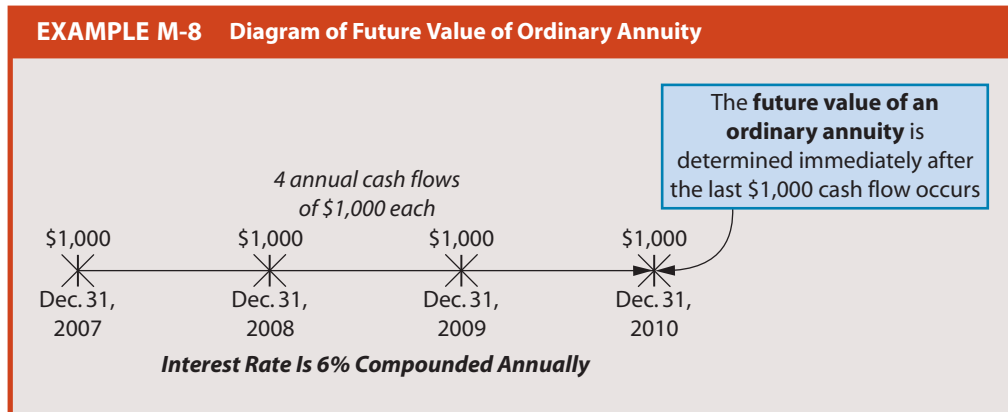 EXAMPLE M-8 Diagram of Future Value of Ordinary Annuity
The future value of an
ordinary annuity is
determined immediately after
the last $1,000 cash flow occurs
4 annual cash flows
of $1,000 each
$1,000 $1,000 $1,000 $1,000
Dec. 31, Dec. 31, Dec. 31, Dec. 31,
2007 2008 2009 2010
Interest Rate Is 6% Compounded Annually